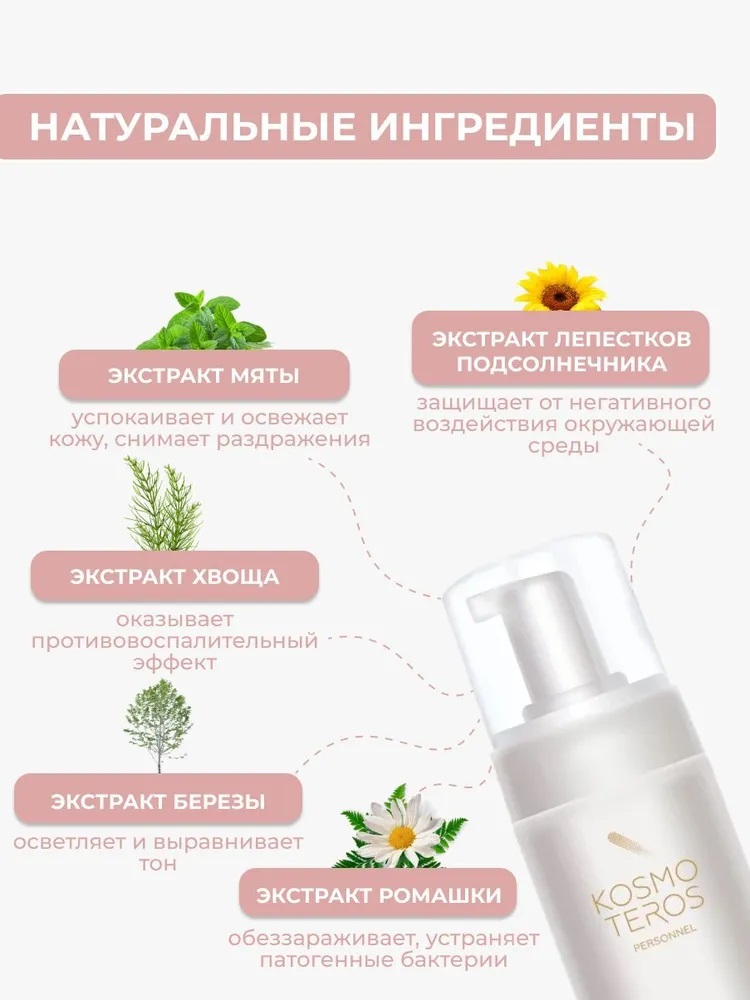 НАТУРАЛЬНЫЕ ИНГРЕДИЕНТЫ
ЭКСТРАКТ МЯТЫ
успокаивает и освежает
кожу, снимает раздражения
ЭКСТРАКТ ЛЕПЕСТКОВ
ПОДСОЛНЕЧНИКА
защищает от негативного
воздействия окружающей
среды
ЭКСТРАКТ ХВОЩА
оказывает
противовоспалительный
эффект
ЭКСТРАКТ БЕРЕЗЫ
осветляет и выравнивает
тон
ЭКСТРАКТ РОМАШКИ
обеззараживает, устраняет
патогенные бактерии
KOSMO
TEROS
PERSONNEL